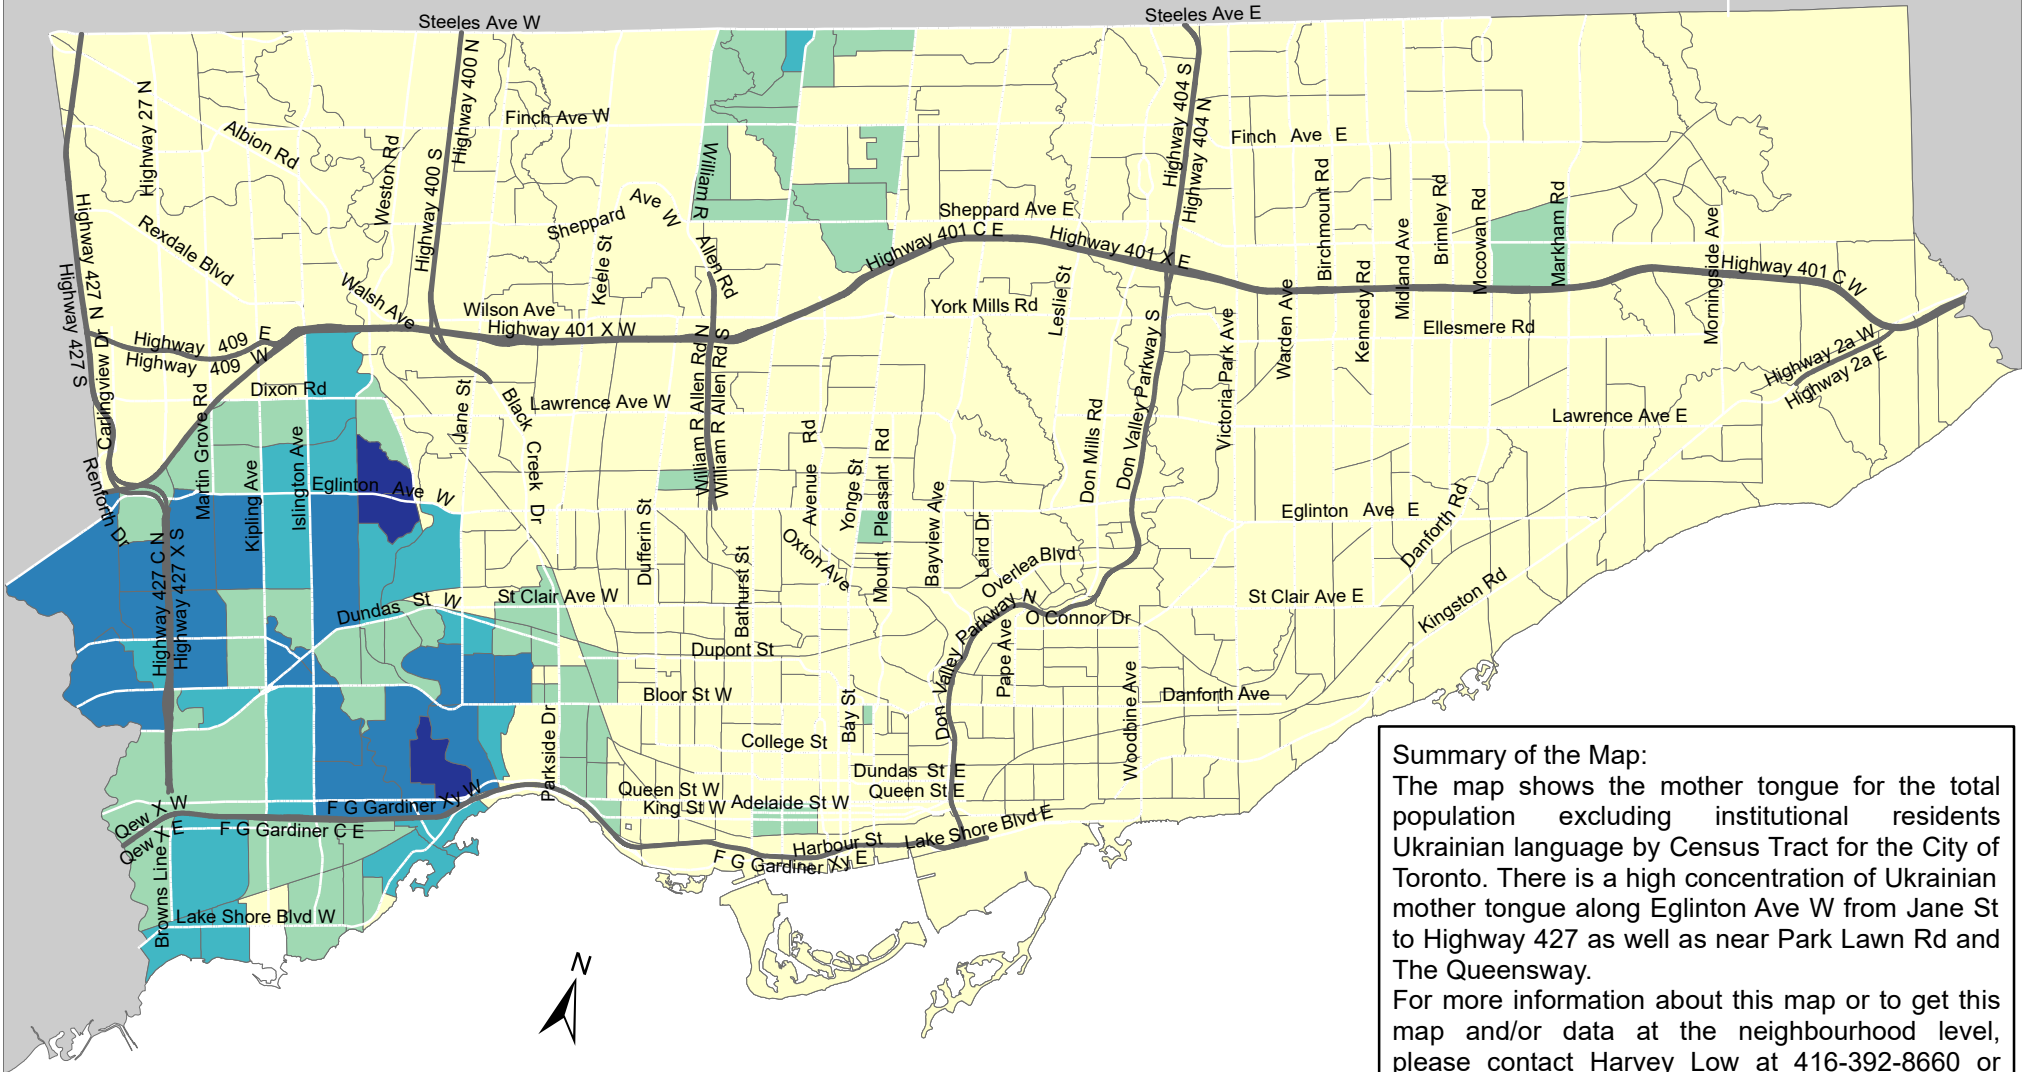 Steeles Ave W
Steeles Ave E
Highway 27 N
Albion Rd
Weston Rd
Highway 400 N
Highway 400 S
Finch Ave W
William R
Allen Rd
Sheppard Ave W
Keele St
Highway 404 S
Highway 404 N
Finch Ave E
Sheppard Ave E
Birchmount Rd
Midland Ave
Brimley Rd
Mccowan Rd
Markham Rd
Morningside Ave
Highway 427 N
Highway 427 S
Rexdale Blvd
Walsh Ave
Wilson Ave
Highway 401 X W
Highway 401 C E
Highway 401 X E
Highway 401 C W
York Mills Rd
Leslie St
Ellesmere Rd
Kennedy Rd
Warden Ave
Victoria Park Ave
Highway 2a W
Highway 2a E
Highway 409 E
Highway 409 W
Carlingview Dr
Dixon Rd
Martin Grove Rd
Kipling Ave
Islington Ave
Eglinton Ave W
Jane St
Black Creek Dr
Lawrence Ave W
William R Allen Rd N
William R Allen Rd S
Avenue Rd
Yonge St
Mount Pleasant Rd
Bayview Ave
Laird Dr
Don Mills Rd
Don Valley Parkway S
Lawrence Ave E
Renforth Dr
Highway 427 C N
Highway 427 X S
Dufferin St
Bathurst St
Oxton Ave
Overlea Blvd
Eglinton Ave E
Danforth Rd
Kingston Rd
Dundas St W
St Clair Ave W
St Clair Ave E
O Connor Dr
Don Valley Parkway N
Pape Ave
Dupont St
Bloor St W
Danforth Ave
Woodbine Ave
Parkside Dr
Bay St
College St
Dundas St E
Queen St E
Queen St W
King St W
Adelaide St W
Harbour St
Lake Shore Blvd E
F G Gardiner Xy E
F G Gardiner Xy W
F G Gardiner C E
Qew X W
Qew X E
Browns Line
Lake Shore Blvd W
N
Summary of the Map:
The map shows the mother tongue for the total
population excluding institutional residents
Ukrainian language by Census Tract for the City of
Toronto. There is a high concentration of Ukrainian
mother tongue along Eglinton Ave W from Jane St
to Highway 427 as well as near Park Lawn Rd and
The Queensway.
For more information about this map or to get this
map and/or data at the neighbourhood level,
please contact Harvey Low at 416-392-8660 or